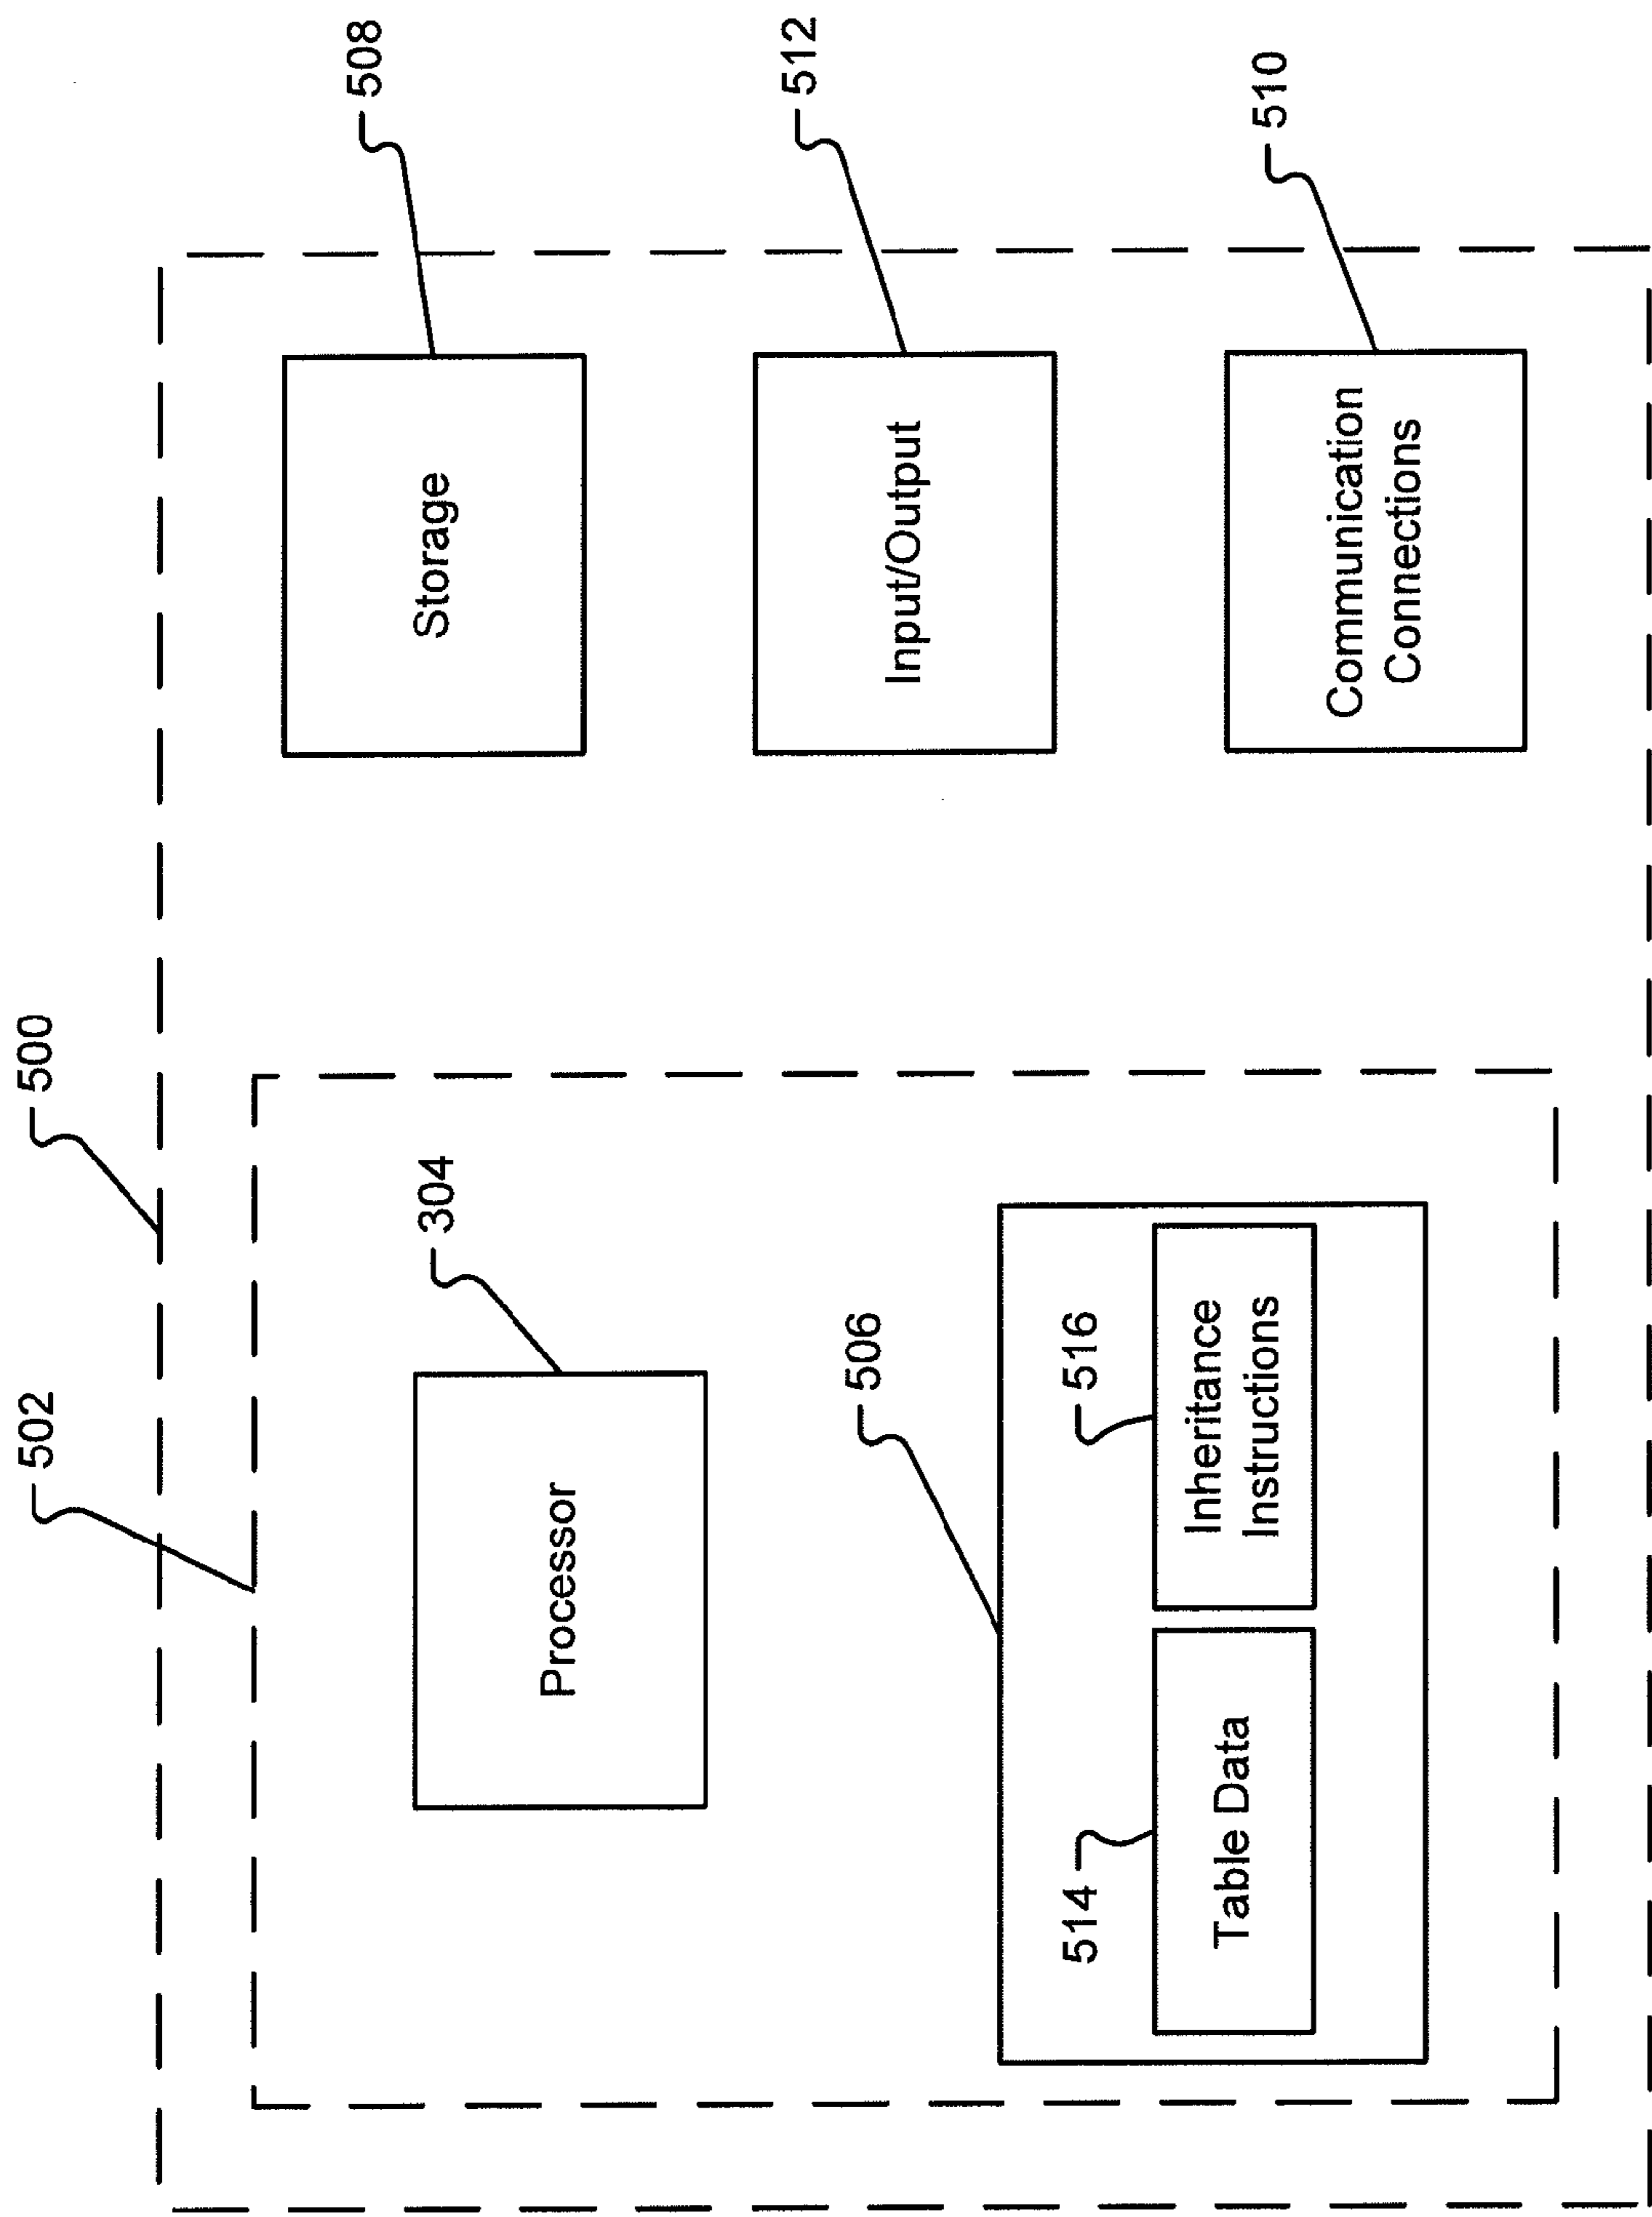 500
502
Processor
304
506
514
Table Data
516
Inheritance
Instructions
Storage
508
Input/Output
512
Communication
Connections
510